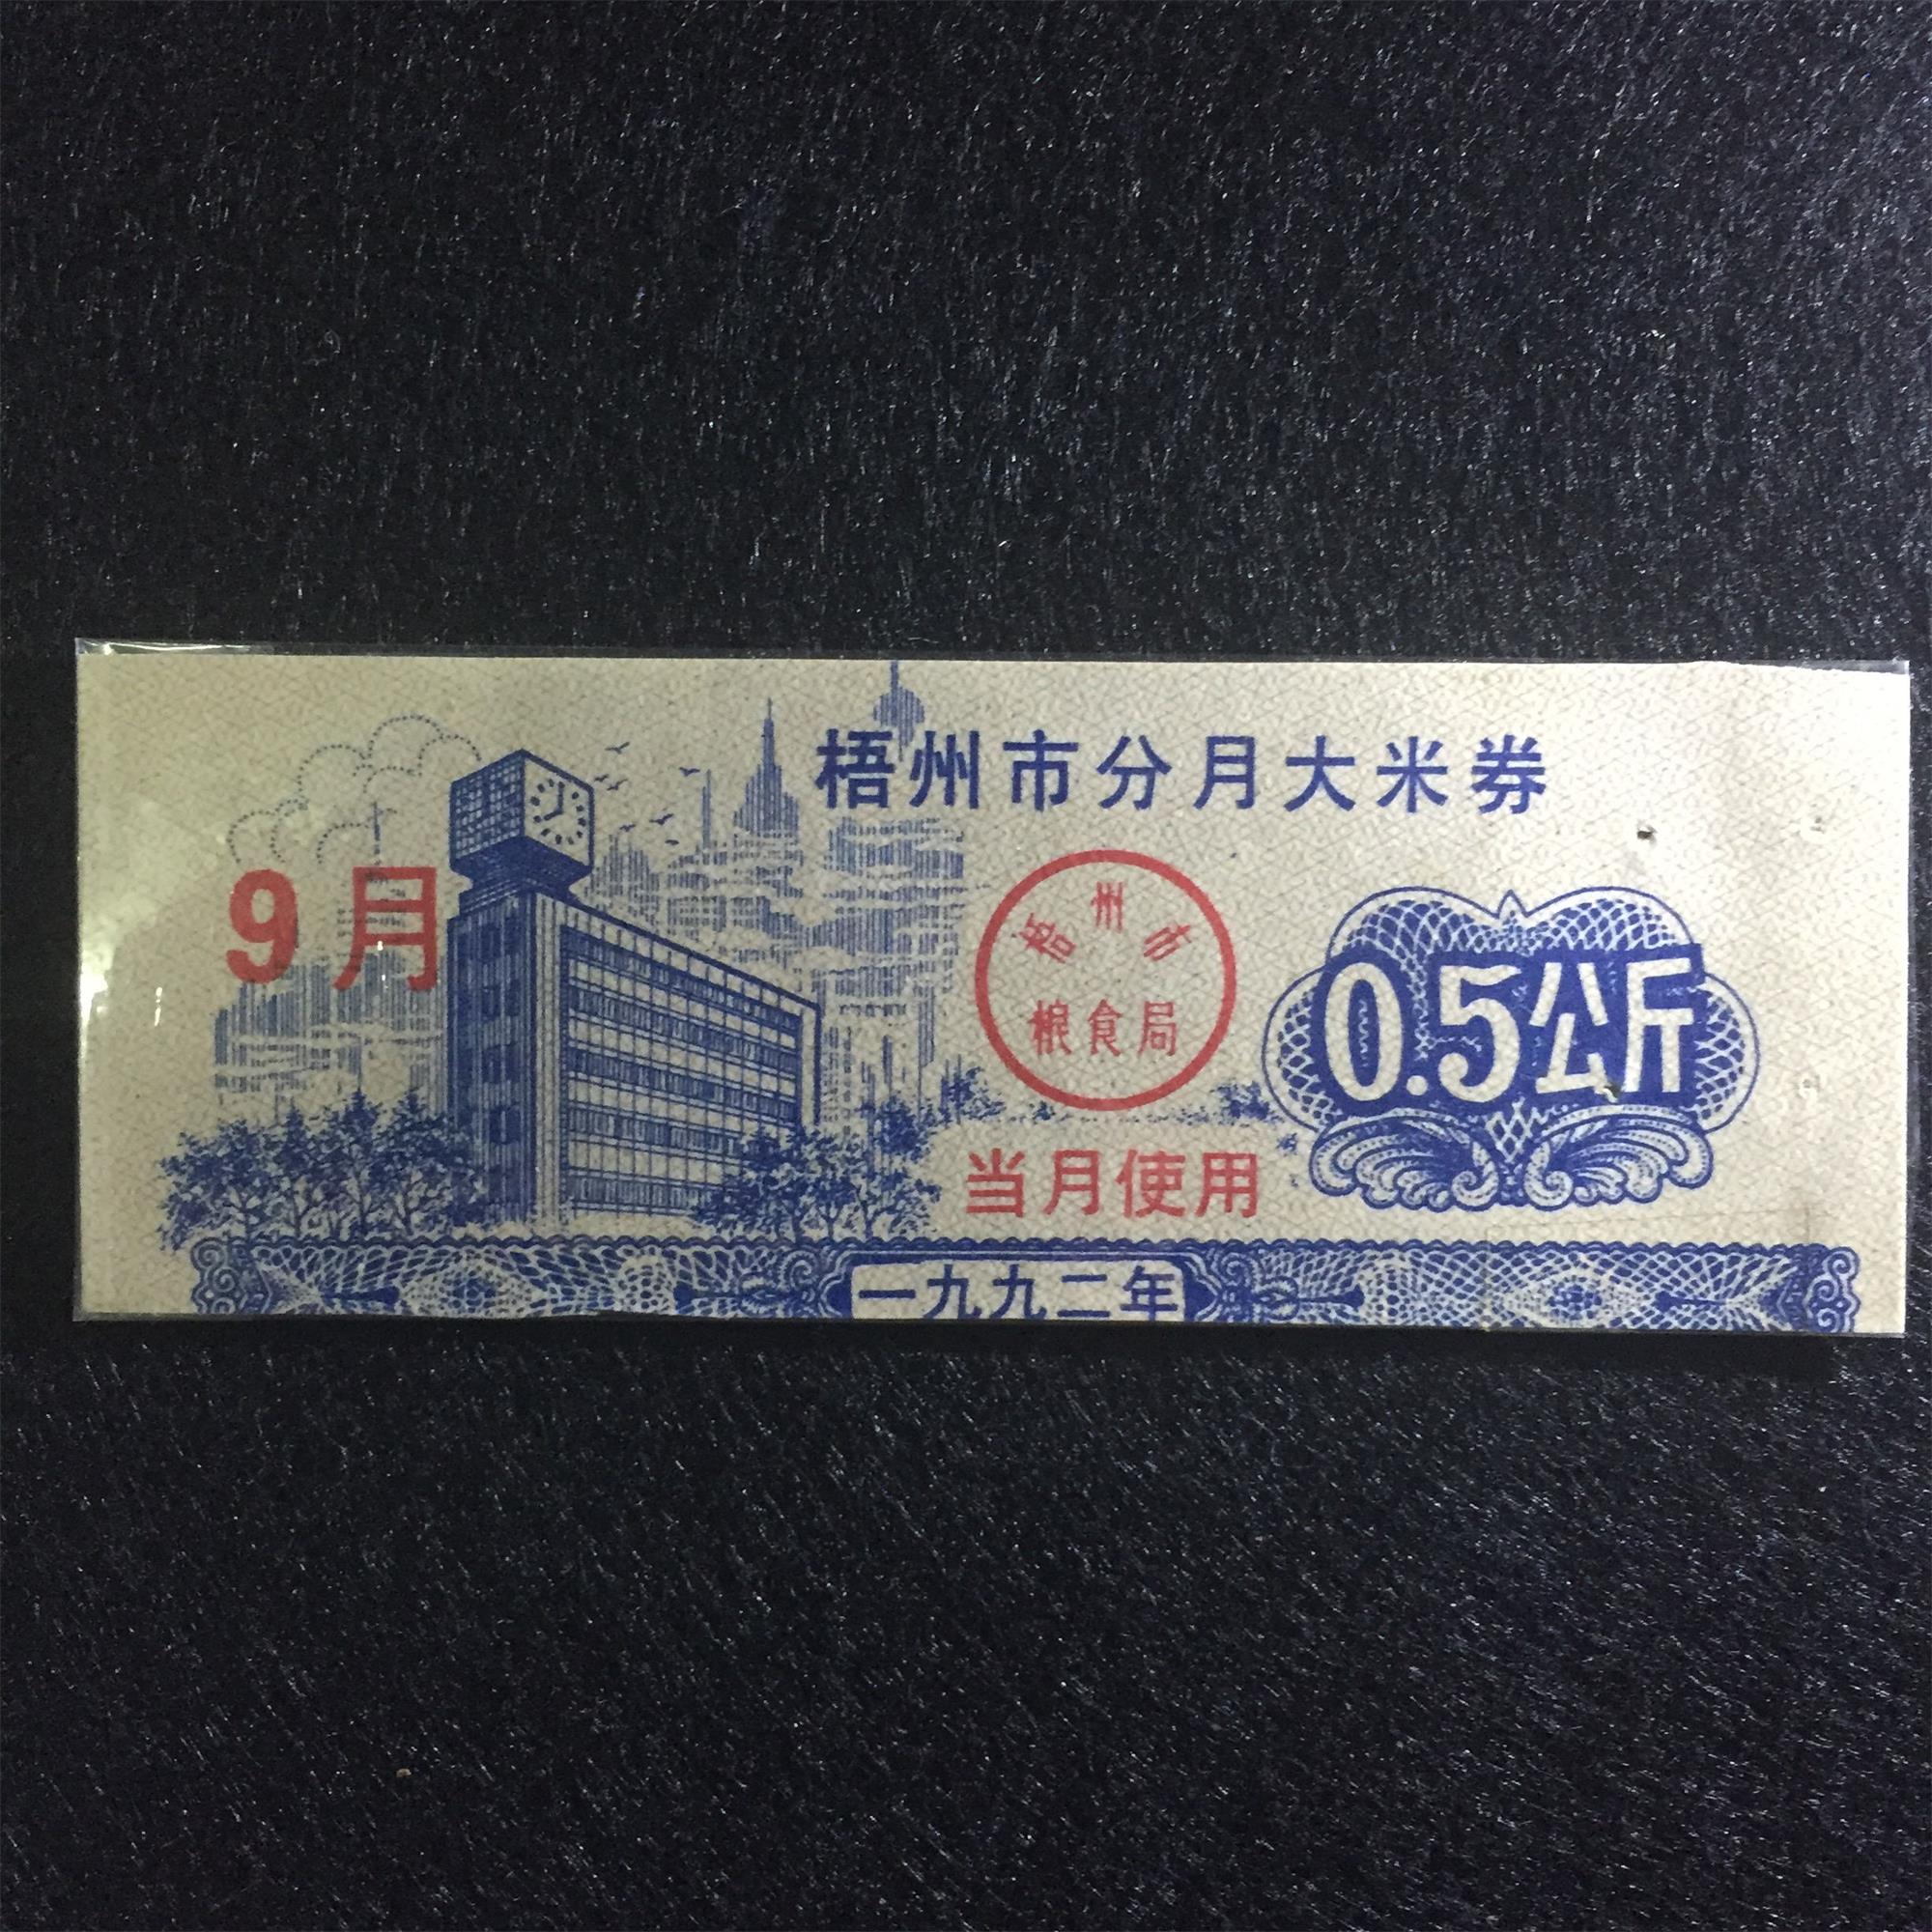 梧州市分月大米券
9月
梧州市
粮食局
0.5公斤
当月使用
一九九二年